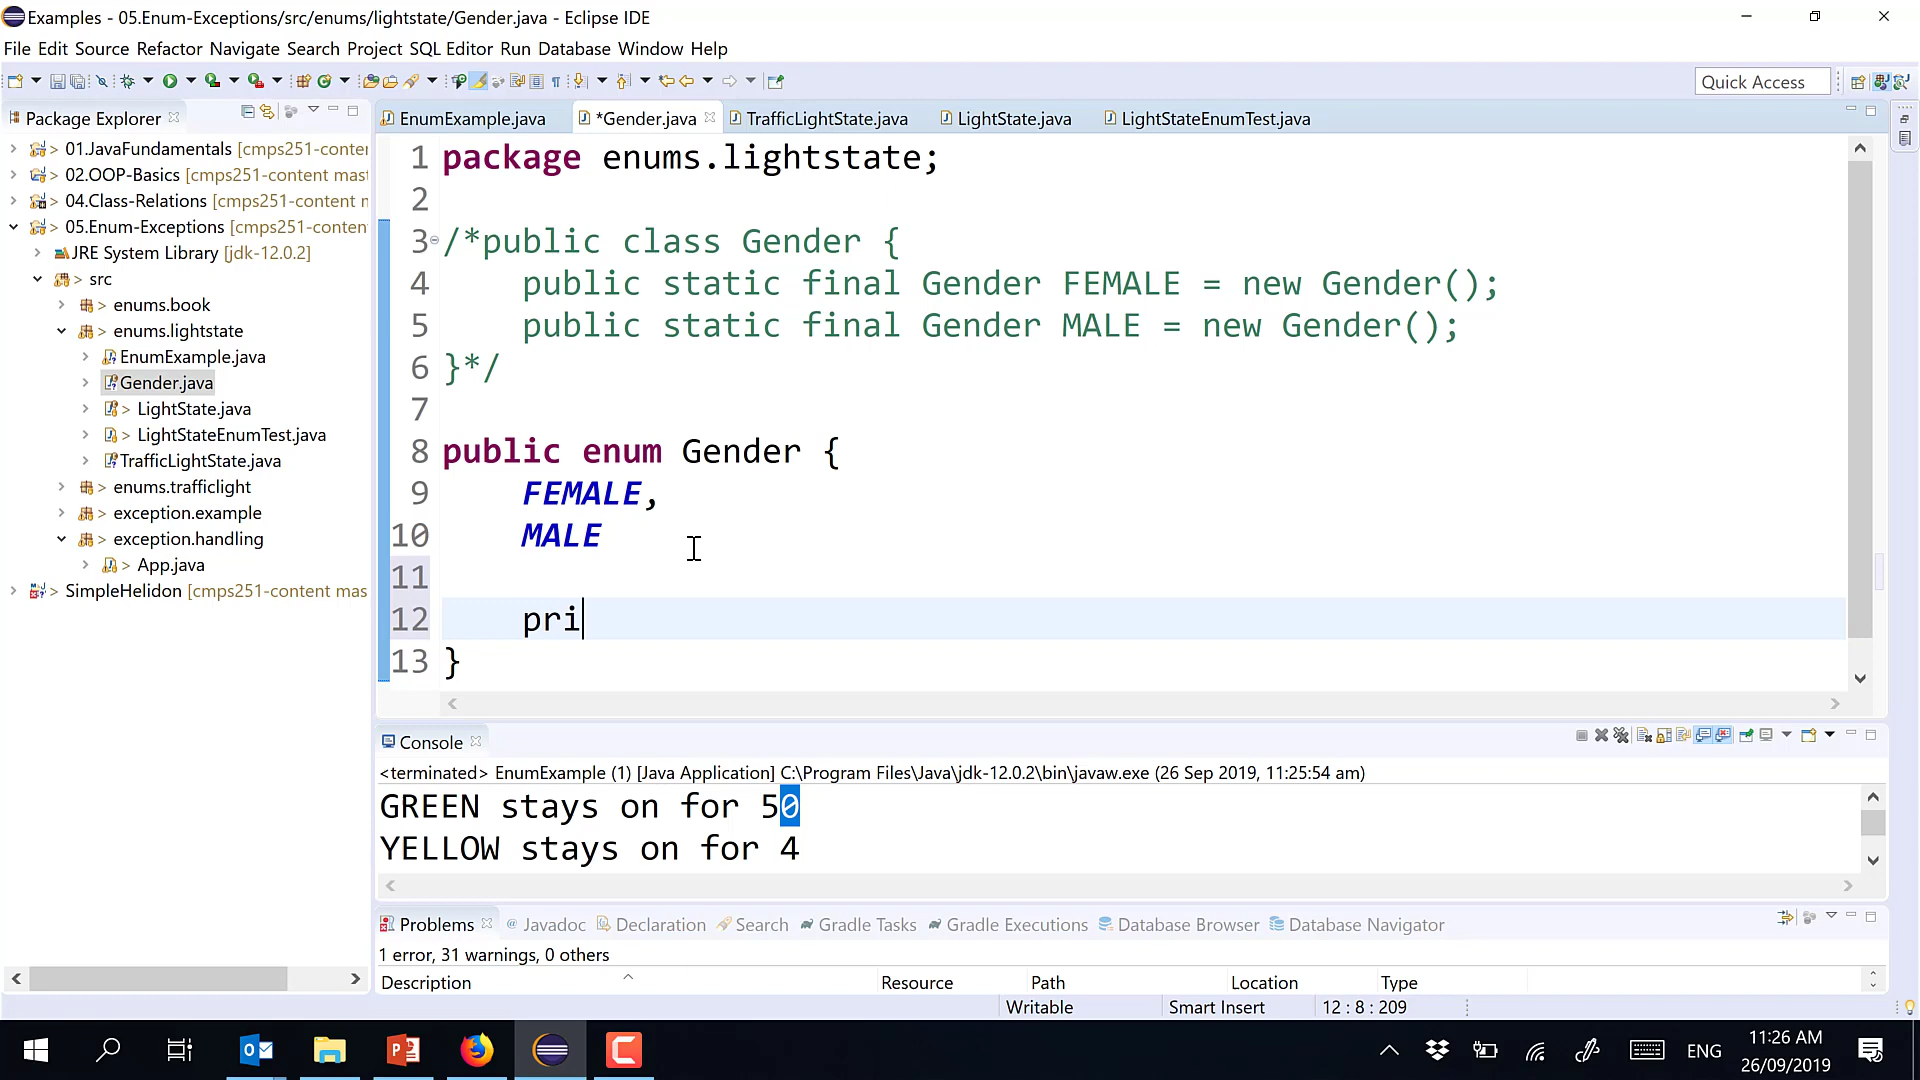 Examples - 05.Enum-Exceptions/src/enums/lightstate/Gender.java - Eclipse IDE
File Edit Source Refactor Navigate Search Project SQL Editor Run Database Window Help
Quick Access
Package Explorer
01.JavaFundamentals [cmps251-conter
02.OOP-Basics [cmps251-content mast
04.Class-Relations [cmps251-content m
05.Enum-Exceptions [cmps251-conter
JRE System Library [jdk-12.0.2]
src
enums.book
enums.lightstate
EnumExample.java
Gender.java
LightState.java
LightStateEnumTest.java
TrafficLightState.java
enums.trafficlight
exception.example
exception.handling
App.java
SimpleHelidon [cmps251-content mas
EnumExample.java *Gender.java TrafficLightState.java LightState.java LightStateEnumTest.java
1 package enums.lightstate;
2
3 /*public class Gender {
4 public static final Gender FEMALE = new Gender();
5 public static final Gender MALE = new Gender();
6 }*/
7
8 public enum Gender {
9 FEMALE,
10 MALE
11
12 pri
13 }
Console
<terminated> EnumExample (1) [Java Application] C:\Program Files\Java\jdk-12.0.2\bin\javaw.exe (26 Sep 2019, 11:25:54 am)
GREEN stays on for 50
YELLOW stays on for 4
Problems @ Javadoc Declaration Search Gradle Tasks Gradle Executions Database Browser Database Navigator
1 error, 31 warnings, 0 others
Description Resource Path Location Type
Writable Smart Insert 12 : 8 : 209
ENG
11:26 AM
26/09/2019